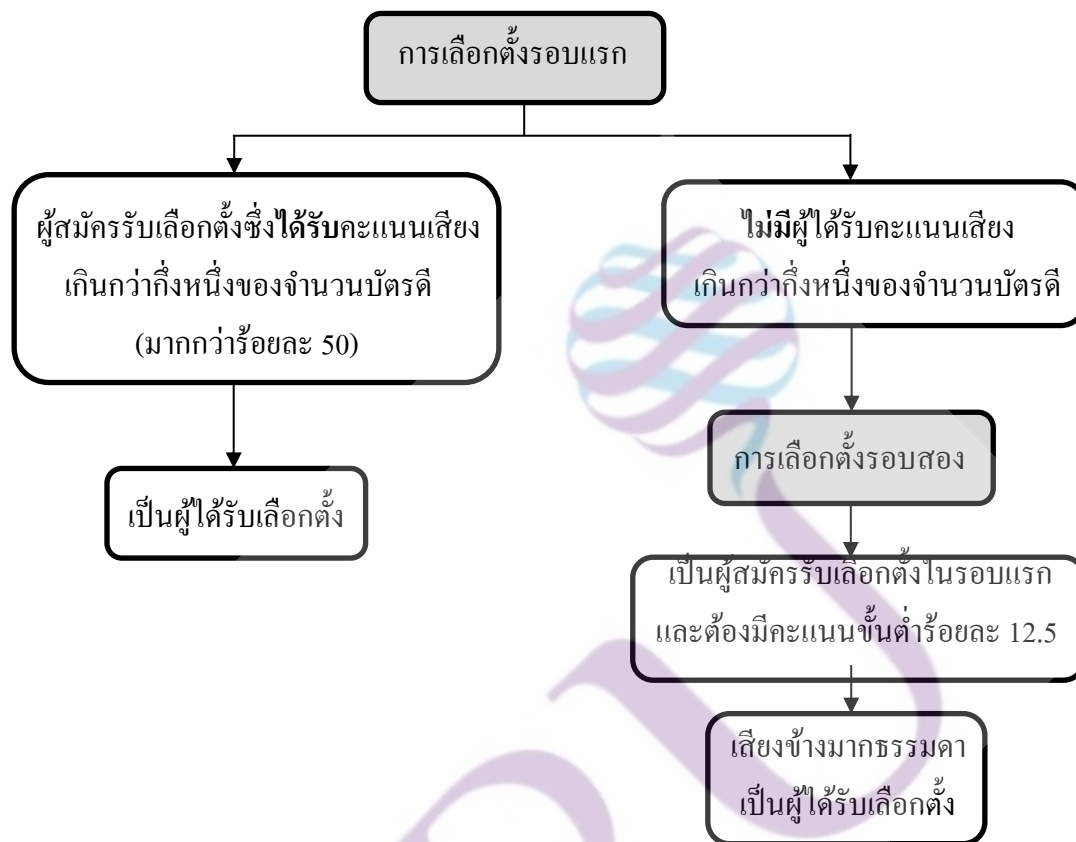 การเลือกตั้งรอบแรก
ผู้สมัครรับเลือกตั้งซึ่งได้รับคะแนนเสียง
เกินกว่ากึ่งหนึ่งของจำนวนบัตรดี
(มากกว่าร้อยละ 50)
เป็นผู้ได้รับเลือกตั้ง
ไม่มีผู้ได้รับคะแนนเสียง
เกินกว่ากึ่งหนึ่งของจำนวนบัตรดี
การเลือกตั้งรอบสอง
เป็นผู้สมัครรับเลือกตั้งในรอบแรก
และต้องมีคะแนนขั้นต่ำร้อยละ 12.5
เสียงข้างมากธรรมดา
เป็นผู้ได้รับเลือกตั้ง